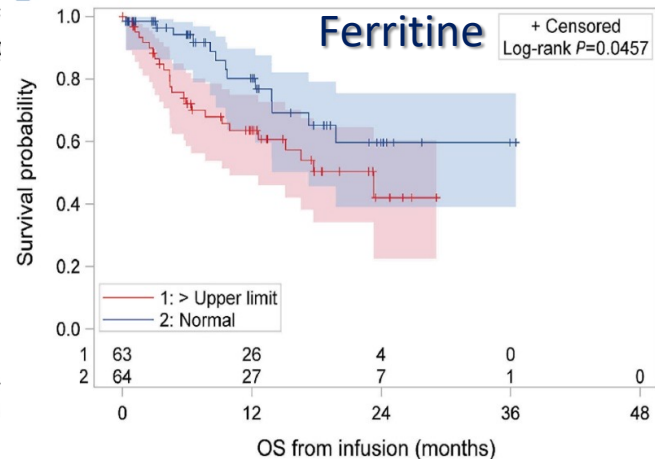 Ferritine
+ Censored
Log-rank P=0.0457
1.0
0.8
0.6
0.4
0.2
0.0
Survival probability
1: > Upper limit
2: Normal
1 63 26 4 0
2 64 27 7 1 0
0 12 24 36 48
OS from infusion (months)